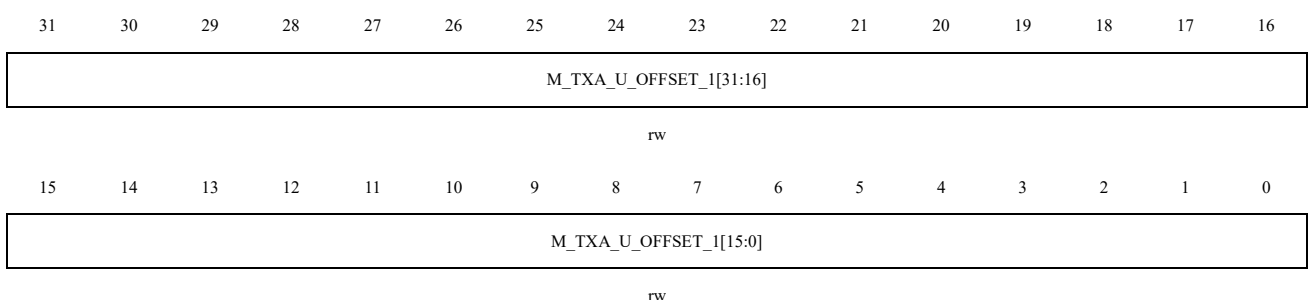 31 30 29 28 27 26 25 24 23 22 21 20 19 18 17 16
M_TXA_U_OFFSET_1[31:16]
rw
15 14 13 12 11 10 9 8 7 6 5 4 3 2 1 0
M_TXA_U_OFFSET_1[15:0]
rw